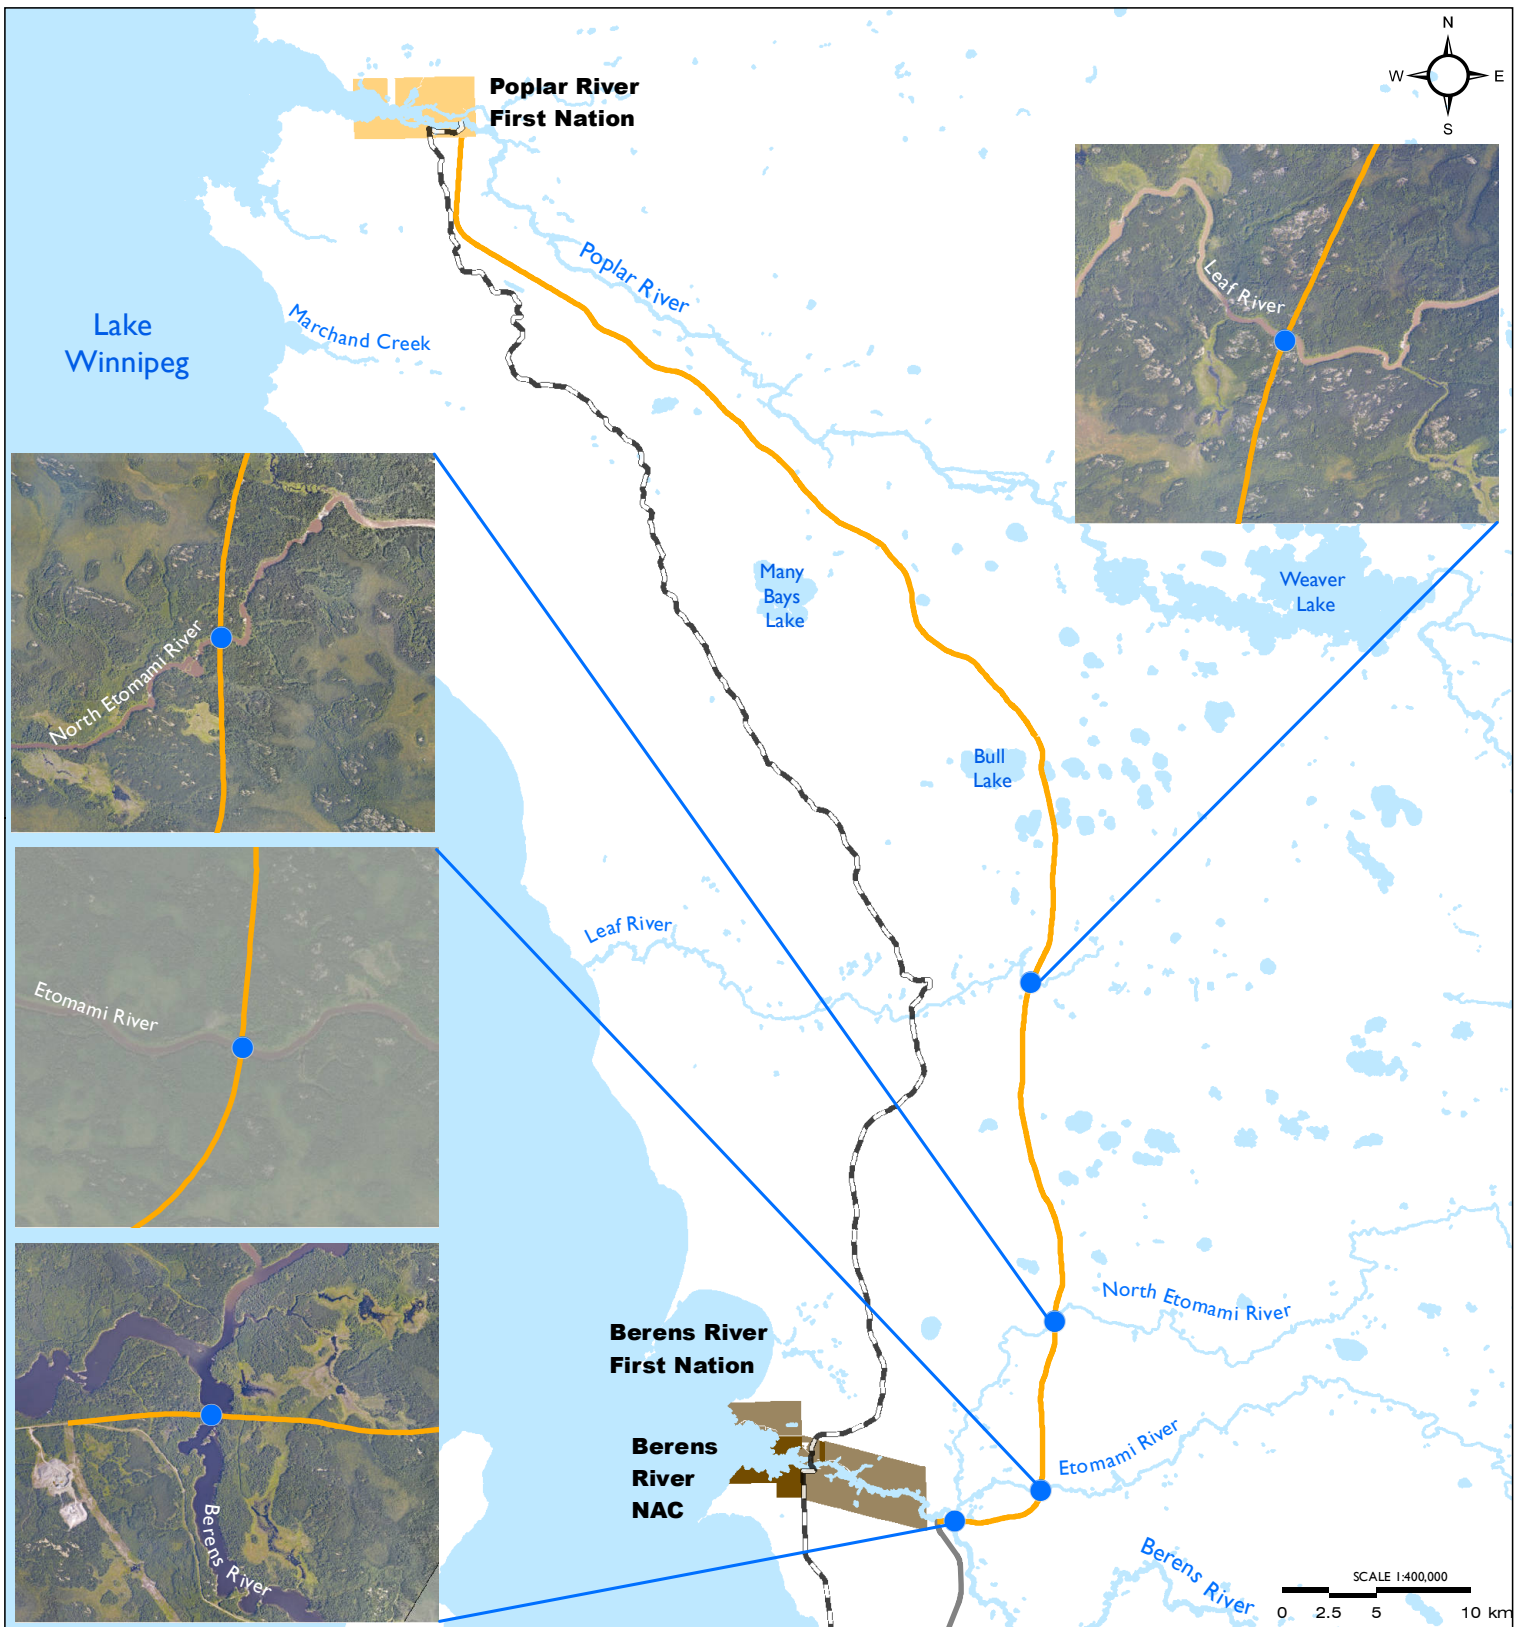 N
W
E
S
Poplar River
First Nation
Poplar River
Leaf River
Marchand Creek
Lake
Winnipeg
Many
Bays
Lake
Weaver
Lake
North Etomami River
Bull
Lake
Leaf River
Etomami River
North Etomami River
Berens River
First Nation
Berens
River
NAC
Etomami River
Berens River
Berens River
SCALE 1:400,000
0 2.5 5 10 km